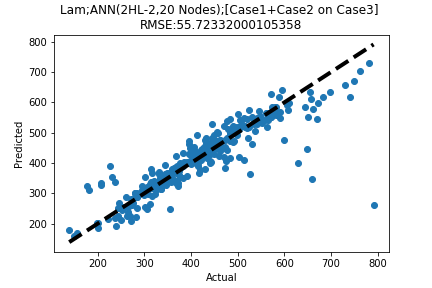 Lam;ANN(2HL-2,20 Nodes);[Case1+Case2 on Case3]
RMSE:55.72332000105358
800
700
600
500
400
300
200
Predicted
200 300 400 500 600 700 800
Actual